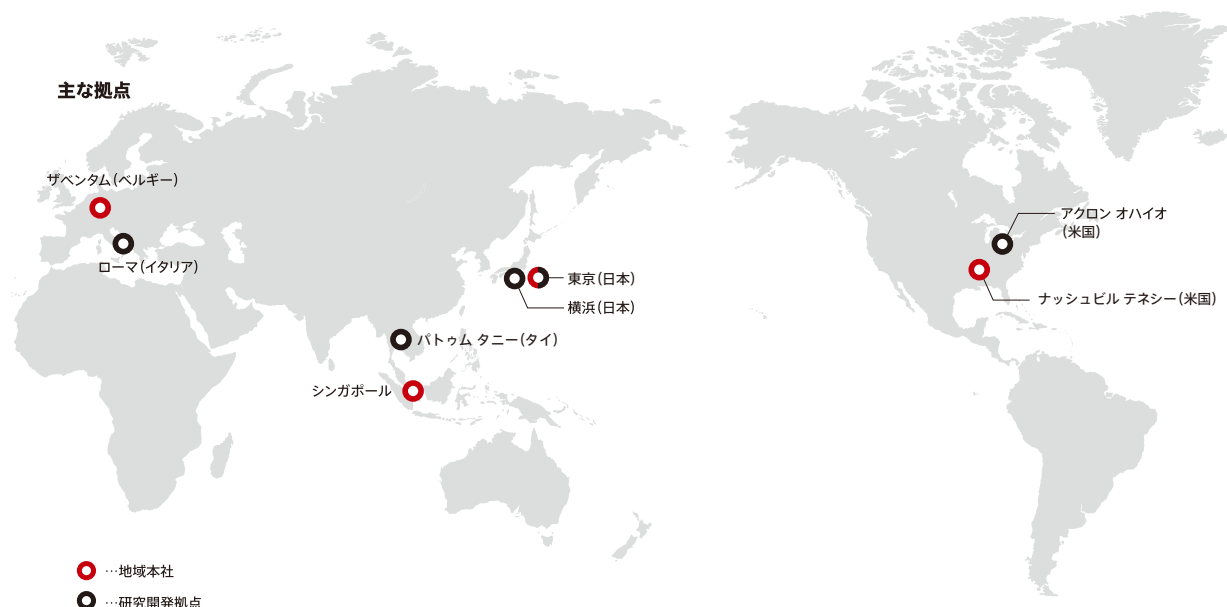 主な拠点
ザベンタム(ベルギー)
ローマ(イタリア)
東京(日本)
横浜(日本)
パトゥム タニー(タイ)
シンガポール
アクロン オハイオ
(米国)
ナッシュビル テネシー(米国)
…地域本社
…研究開発拠点